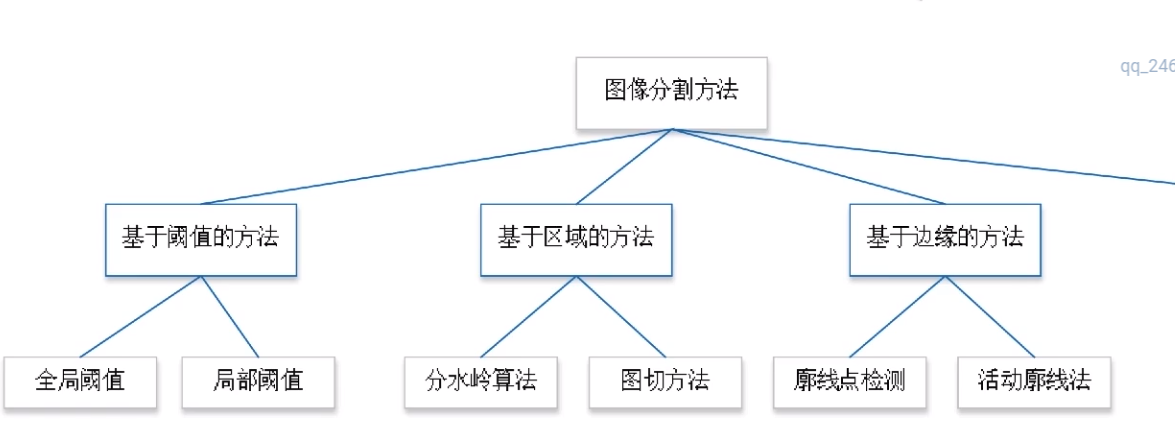 qq_246
图像分割方法
基于阈值的方法
基于区域的方法
基于边缘的方法
全局阈值
局部阈值
分水岭算法
图切方法
廓线点检测
活动廓线法